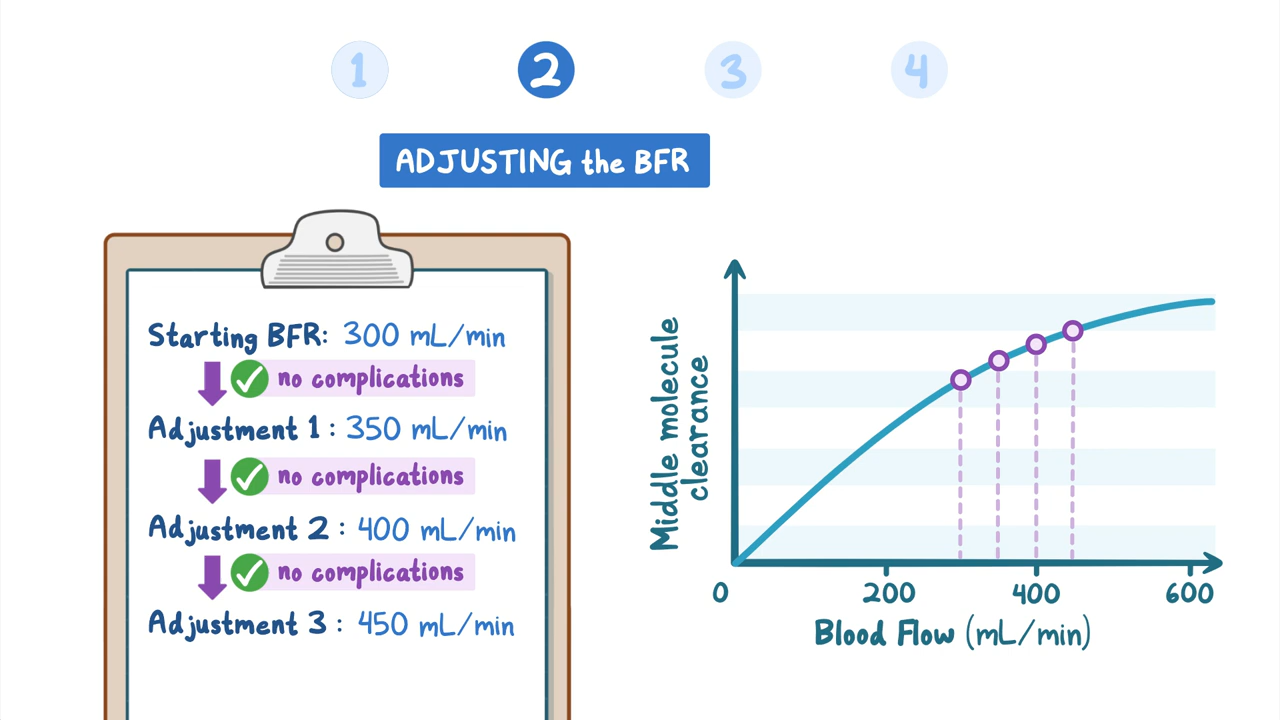 1 2 3 4
ADJUSTING the BFR
Starting BFR: 300 mL/min
no complications
Adjustment 1 : 350 mL/min
no complications
Adjustment 2 : 400 mL/min
no complications
Adjustment 3 : 450 mL/min
Middle molecule
clearance
0 200 400 600
Blood Flow (mL/min)